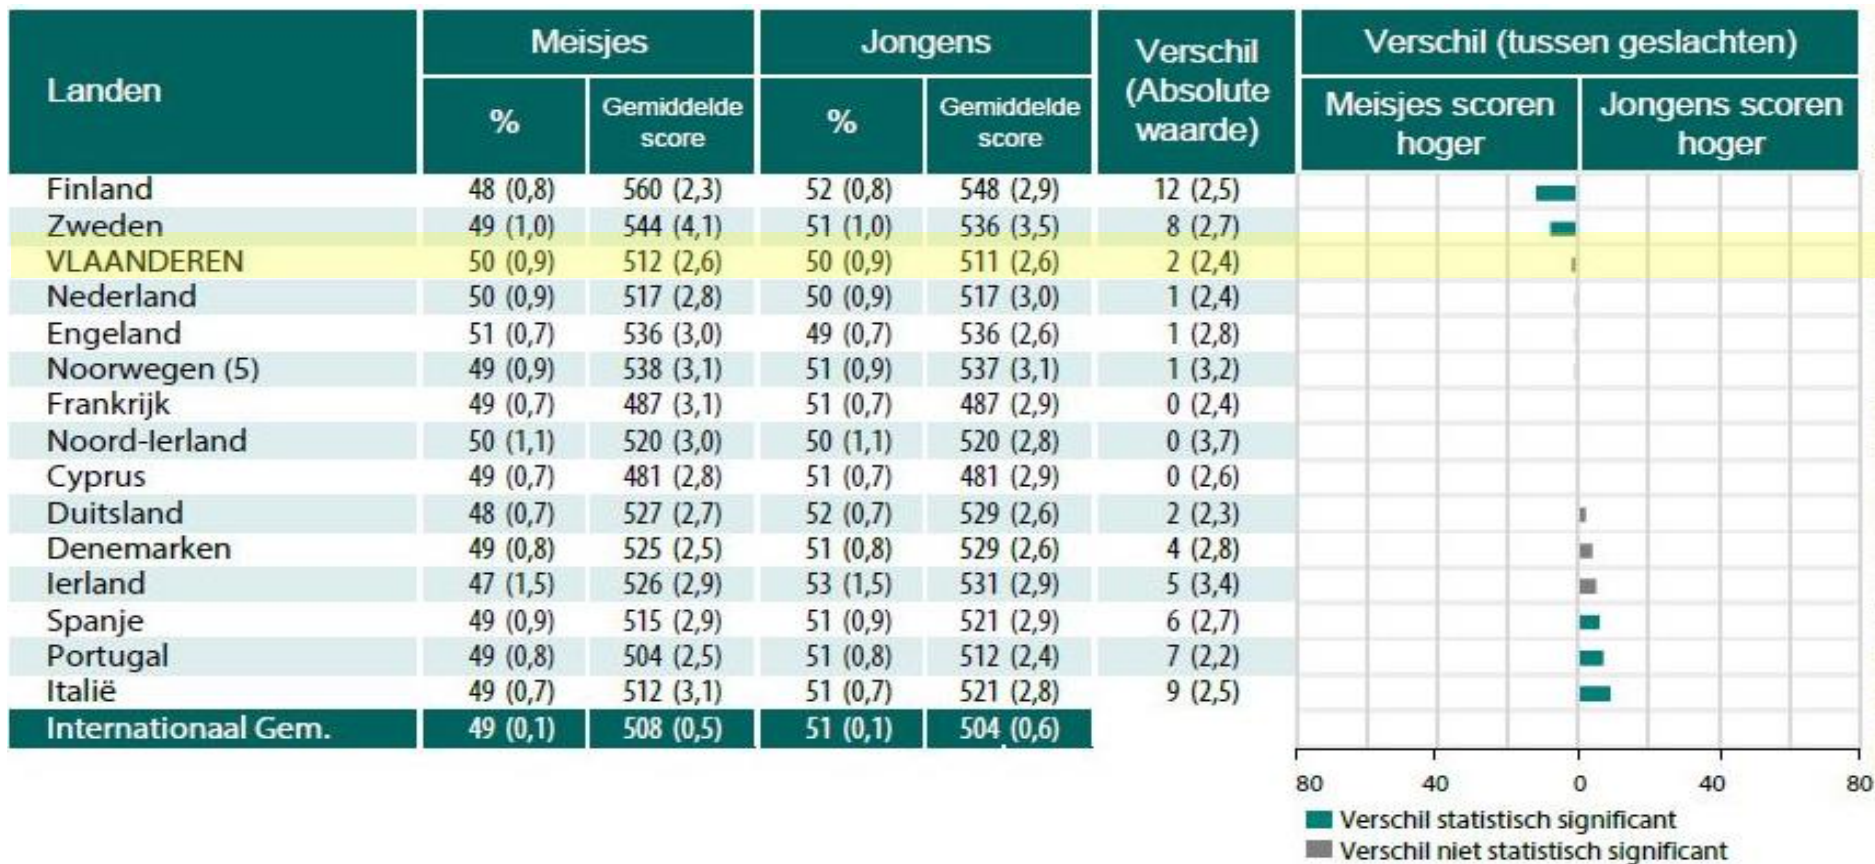 Landen Meisjes Jongens Verschil (Absolute waarde) Verschil (tussen geslachten)
% Gemiddelde score % Gemiddelde score Meisjes scoren hoger Jongens scoren hoger
Finland 48 (0,8) 560 (2,3) 52 (0,8) 548 (2,9) 12 (2,5)
Zweden 49 (1,0) 544 (4,1) 51 (1,0) 536 (3,5) 8 (2,7)
VLAANDEREN 50 (0,9) 512 (2,6) 50 (0,9) 511 (2,6) 2 (2,4)
Nederland 50 (0,9) 517 (2,8) 50 (0,9) 517 (3,0) 1 (2,4)
Engeland 51 (0,7) 536 (3,0) 49 (0,7) 536 (2,6) 1 (2,8)
Noorwegen (5) 49 (0,9) 538 (3,1) 51 (0,9) 537 (3,1) 1 (3,2)
Frankrijk 49 (0,7) 487 (3,1) 51 (0,7) 487 (2,9) 0 (2,4)
Noord-Ierland 50 (1,1) 520 (3,0) 50 (1,1) 520 (2,8) 0 (3,7)
Cyprus 49 (0,7) 481 (2,8) 51 (0,7) 481 (2,9) 0 (2,6)
Duitsland 48 (0,7) 527 (2,7) 52 (0,7) 529 (2,6) 2 (2,3)
Denemarken 49 (0,8) 525 (2,5) 51 (0,8) 529 (2,6) 4 (2,8)
Ierland 47 (1,5) 526 (2,9) 53 (1,5) 531 (2,9) 5 (3,4)
Spanje 49 (0,9) 515 (2,9) 51 (0,9) 521 (2,9) 6 (2,7)
Portugal 49 (0,8) 504 (2,5) 51 (0,8) 512 (2,4) 7 (2,2)
Italië 49 (0,7) 512 (3,1) 51 (0,7) 521 (2,8) 9 (2,5)
Internationaal Gem. 49 (0,1) 508 (0,5) 51 (0,1) 504 (0,6)
80 40 0 40 80
Verschil statistisch significant
Verschil niet statistisch significant